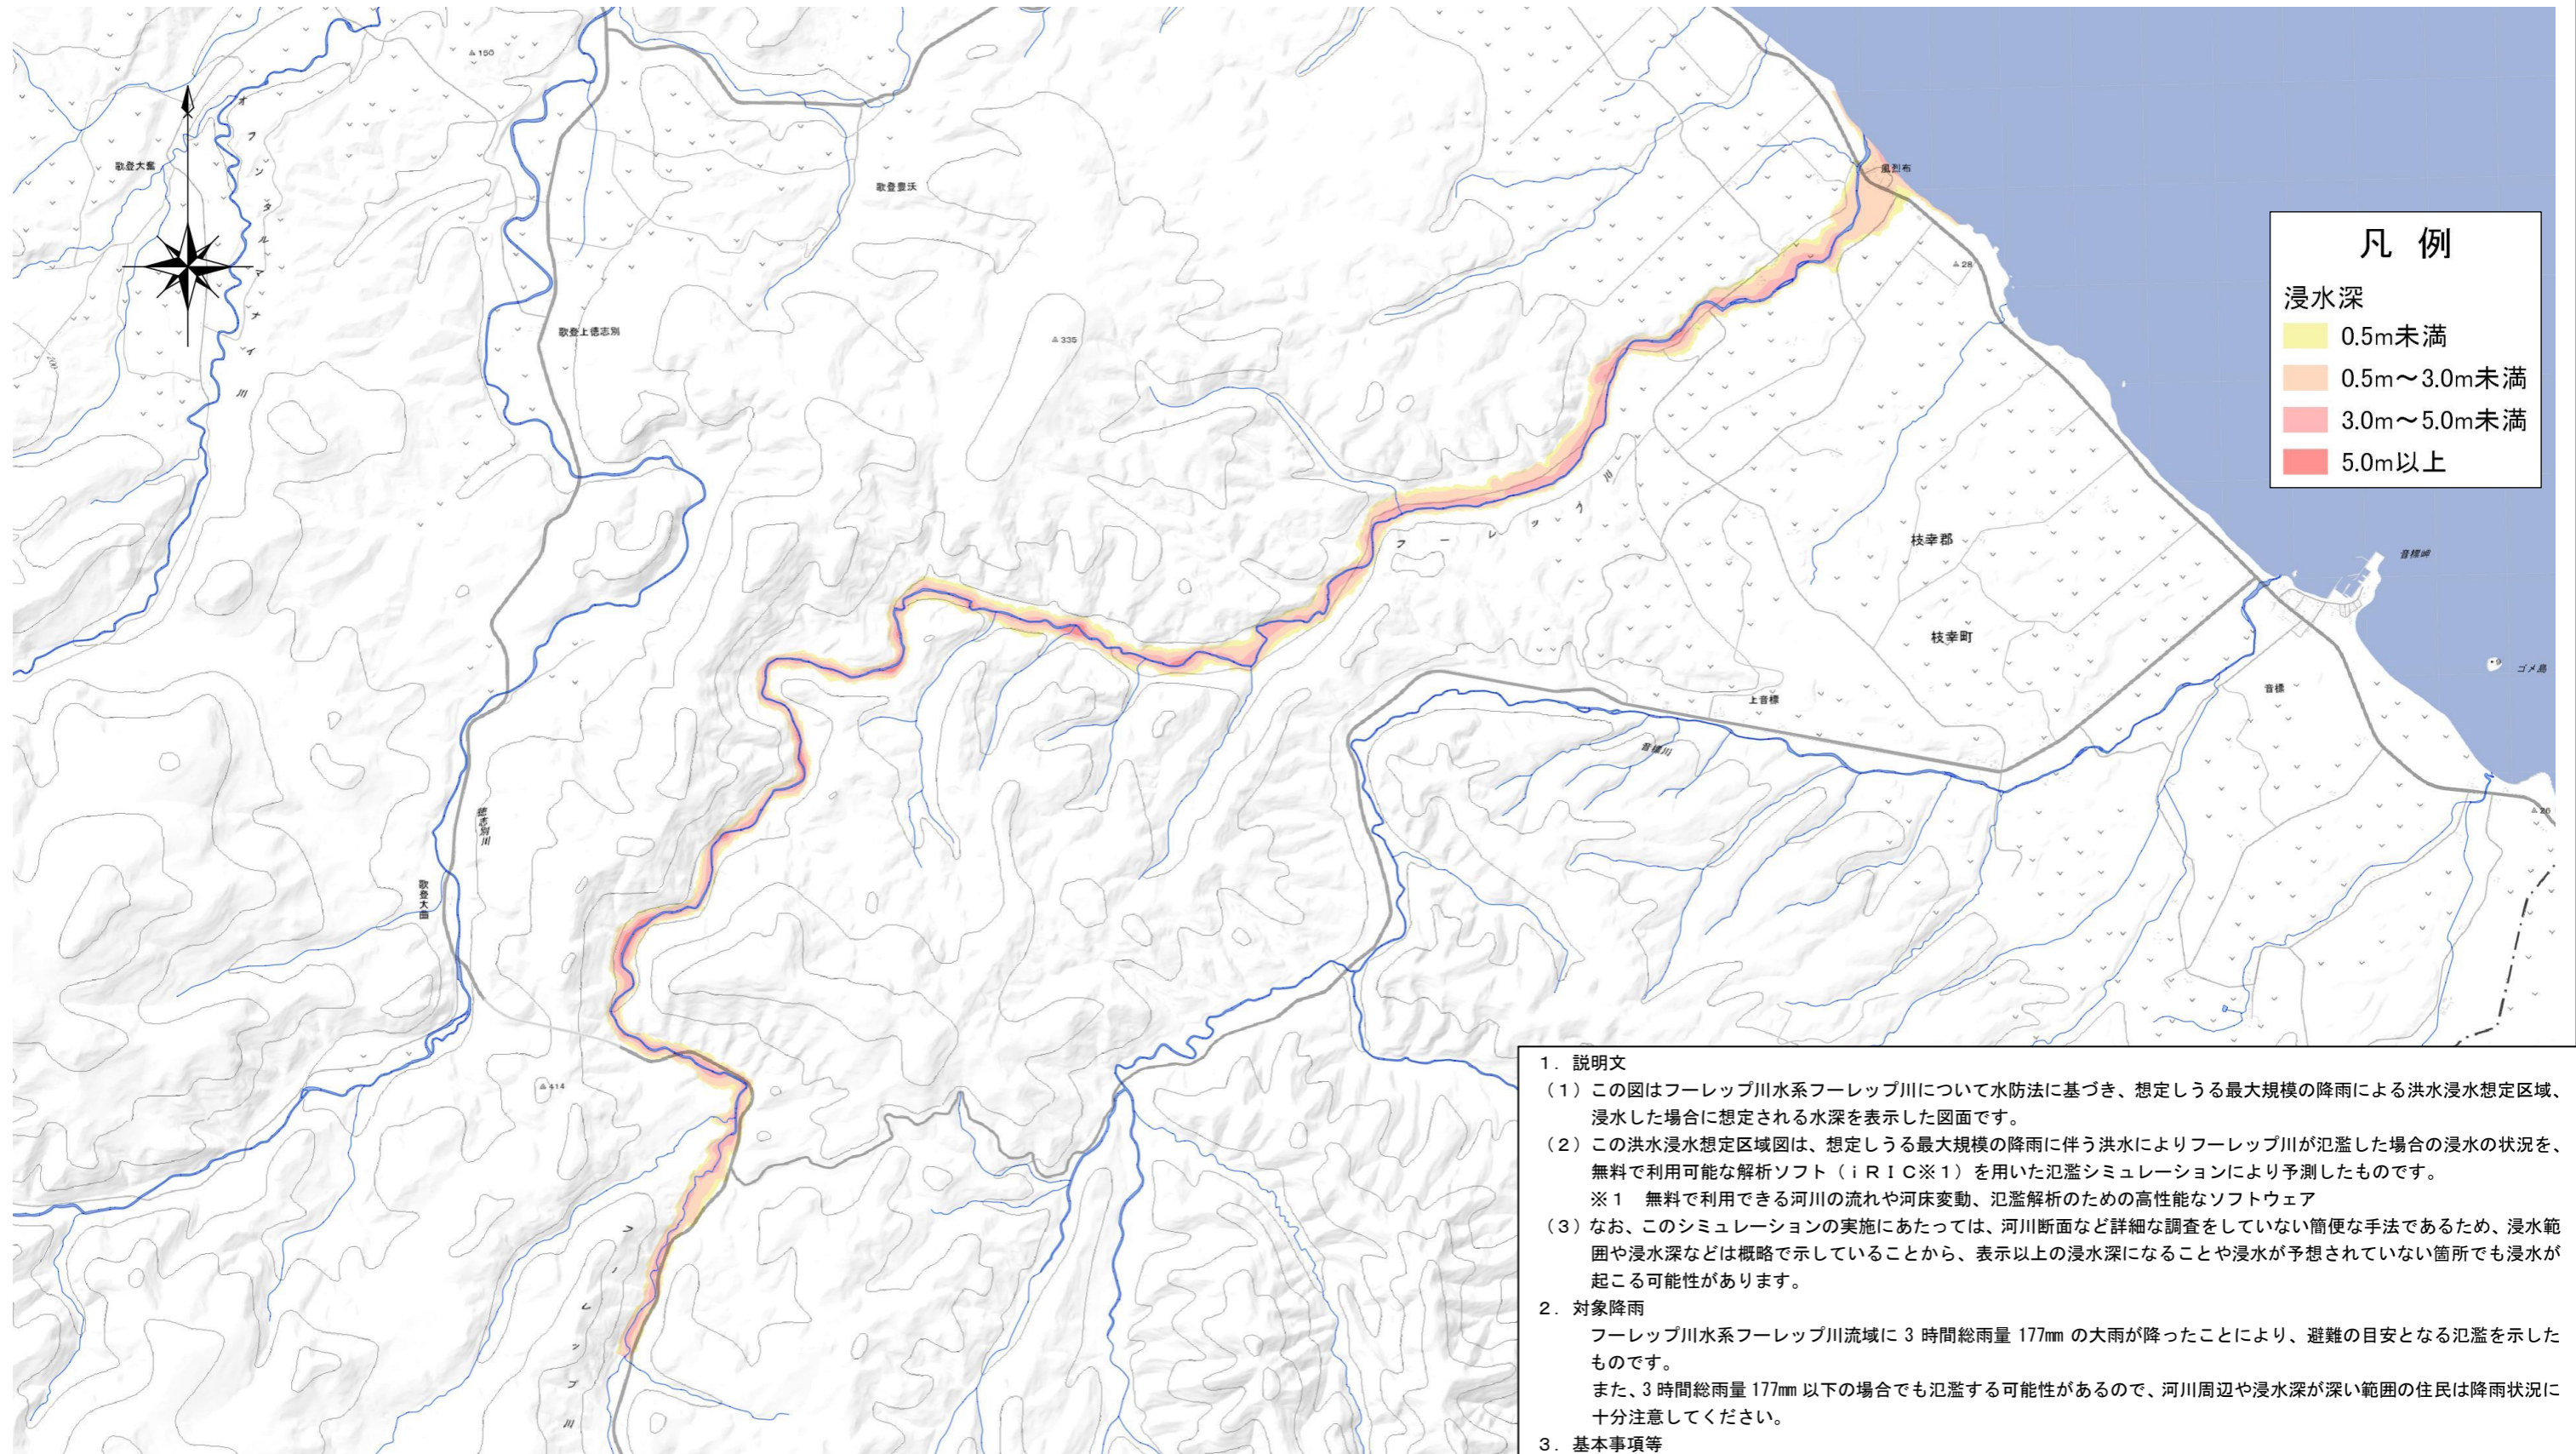 150
オフンタルマナイ川
歌登大奮
歌登豊沃
風烈布
28
歌登上徳志別
335
200
凡 例
浸水深
0.5m未満
0.5m～3.0m未満
3.0m～5.0m未満
5.0m以上
フーレップ川
枝幸郡
音標岬
枝幸町
ゴメ島
音標
上音標
音標川
26
徳志別川
歌登大曲
414
フーレップ川
1. 説明文
（１）この図はフーレップ川水系フーレップ川について水防法に基づき、想定しうる最大規模の降雨による洪水浸水想定区域、
浸水した場合に想定される水深を表示した図面です。
（２）この洪水浸水想定区域図は、想定しうる最大規模の降雨に伴う洪水によりフーレップ川が氾濫した場合の浸水の状況を、
無料で利用可能な解析ソフト（ｉＲＩＣ※１）を用いた氾濫シミュレーションにより予測したものです。
※１　無料で利用できる河川の流れや河床変動、氾濫解析のための高性能なソフトウェア
（３）なお、このシミュレーションの実施にあたっては、河川断面など詳細な調査をしていない簡便な手法であるため、浸水範
囲や浸水深などは概略で示していることから、表示以上の浸水深になることや浸水が予想されていない箇所でも浸水が
起こる可能性があります。
2. 対象降雨
フーレップ川水系フーレップ川流域に 3 時間総雨量 177mm の大雨が降ったことにより、避難の目安となる氾濫を示した
ものです。
また、3 時間総雨量 177mm 以下の場合でも氾濫する可能性があるので、河川周辺や浸水深が深い範囲の住民は降雨状況に
十分注意してください。
3. 基本事項等